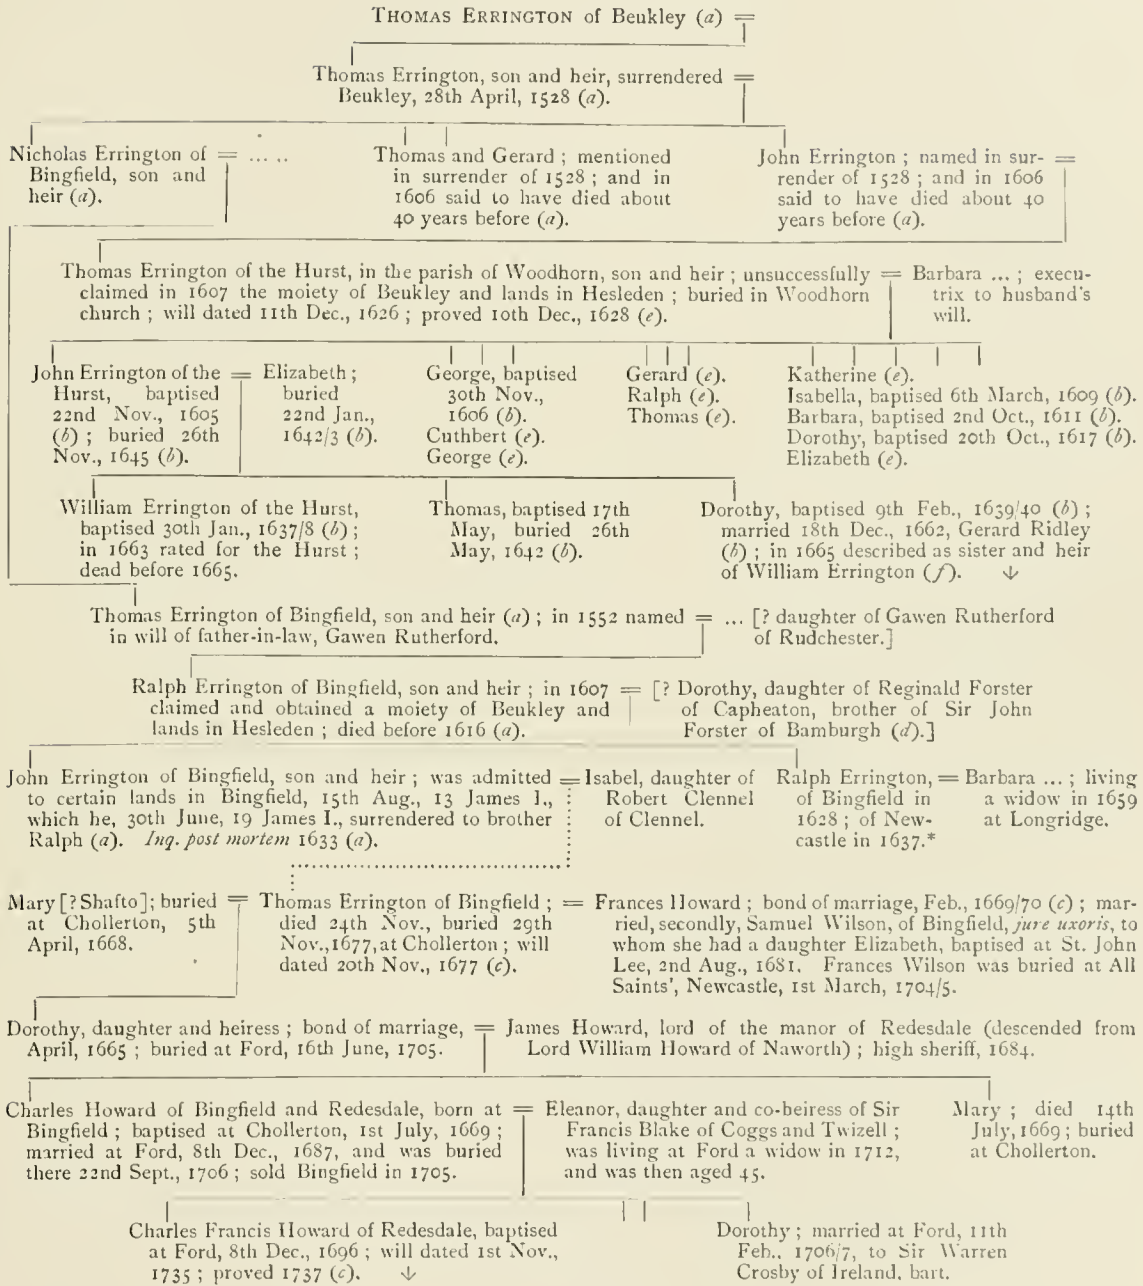 THOMAS ERRINGTON of Beukley (a) =
Thomas Errington, son and heir, surrendered =
Beukley, 28th April, 1528 (a).
Nicholas Errington of = ... ..
Bingfield, son and
heir (a).
Thomas and Gerard ; mentioned
in surrender of 1528 ; and in
1606 said to have died about
40 years before (a).
John Errington ; named in sur- =
render of 1528 ; and in 1606
said to have died about 40
years before (a).
Thomas Errington of the Hurst, in the parish of Woodhorn, son and heir ; unsuccessfully =
claimed in 1607 the moiety of Beukley and lands in Hesleden ; buried in Woodhorn
church ; will dated 11th Dec., 1626 ; proved 10th Dec., 1628 (e).
Barbara ... ; execu-
trix to husband's
will.
John Errington of the =
Hurst, baptised
22nd Nov., 1605
(b) ; buried 26th
Nov., 1645 (b).
Elizabeth ;
buried
22nd Jan.,
1642/3 (b).
George, baptised
30th Nov.,
1606 (b).
Cuthbert (e).
George (e).
Gerard (e).
Ralph (e).
Thomas (e).
Katherine (e).
Isabella, baptised 6th March, 1609 (b).
Barbara, baptised 2nd Oct., 1611 (b).
Dorothy, baptised 20th Oct., 1617 (b).
Elizabeth (e).
William Errington of the Hurst,
baptised 30th Jan., 1637/8 (b) ;
in 1663 rated for the Hurst ;
dead before 1665.
Thomas, baptised 17th
May, buried 26th
May, 1642 (b).
Dorothy, baptised 9th Feb., 1639/40 (b) ;
married 18th Dec., 1662, Gerard Ridley
(b) ; in 1665 described as sister and heir
of William Errington (f). ↓
Thomas Errington of Bingfield, son and heir (a) ; in 1552 named =
in will of father-in-law, Gawen Rutherford.
... [? daughter of Gawen Rutherford
of Rudchester.]
Ralph Errington of Bingfield, son and heir ; in 1607 =
claimed and obtained a moiety of Beukley and
lands in Hesleden ; died before 1616 (a).
[? Dorothy, daughter of Reginald Forster
of Capheaton, brother of Sir John
Forster of Bamburgh (d).]
John Errington of Bingfield, son and heir ; was admitted =
to certain lands in Bingfield, 15th Aug., 13 James I.,
which he, 30th June, 19 James I., surrendered to brother
Ralph (a). Inq. post mortem 1633 (a).
Isabel, daughter of
Robert Clennel
of Clennel.
Ralph Errington, =
of Bingfield in
1628 ; of New-
castle in 1637.*
Barbara ... ; living
a widow in 1659
at Longridge.
Mary [? Shafto] ; buried =
at Chollerton, 5th
April, 1668.
Thomas Errington of Bingfield ; =
died 24th Nov., buried 29th
Nov., 1677, at Chollerton ; will
dated 20th Nov., 1677 (c).
Frances Howard ; bond of marriage, Feb., 1669/70 (c) ; mar-
ried, secondly, Samuel Wilson, of Bingfield, jure uxoris, to
whom she had a daughter Elizabeth, baptised at St. John
Lee, 2nd Aug., 1681. Frances Wilson was buried at All
Saints', Newcastle, 1st March, 1704/5.
Dorothy, daughter and heiress ; bond of marriage, =
April, 1665 ; buried at Ford, 16th June, 1705.
James Howard, lord of the manor of Redesdale (descended from
Lord William Howard of Naworth) ; high sheriff, 1684.
Charles Howard of Bingfield and Redesdale, born at =
Bingfield ; baptised at Chollerton, 1st July, 1669 ;
married at Ford, 8th Dec., 1687, and was buried
there 22nd Sept., 1706 ; sold Bingfield in 1705.
Eleanor, daughter and co-heiress of Sir
Francis Blake of Coggs and Twizell ;
was living at Ford a widow in 1712,
and was then aged 45.
Mary ; died 14th
July, 1669 ; buried
at Chollerton.
Charles Francis Howard of Redesdale, baptised
at Ford, 8th Dec., 1696 ; will dated 1st Nov.,
1735 ; proved 1737 (c). ↓
Dorothy ; married at Ford, 11th
Feb., 1706/7, to Sir Warren
Crosby of Ireland, bart.